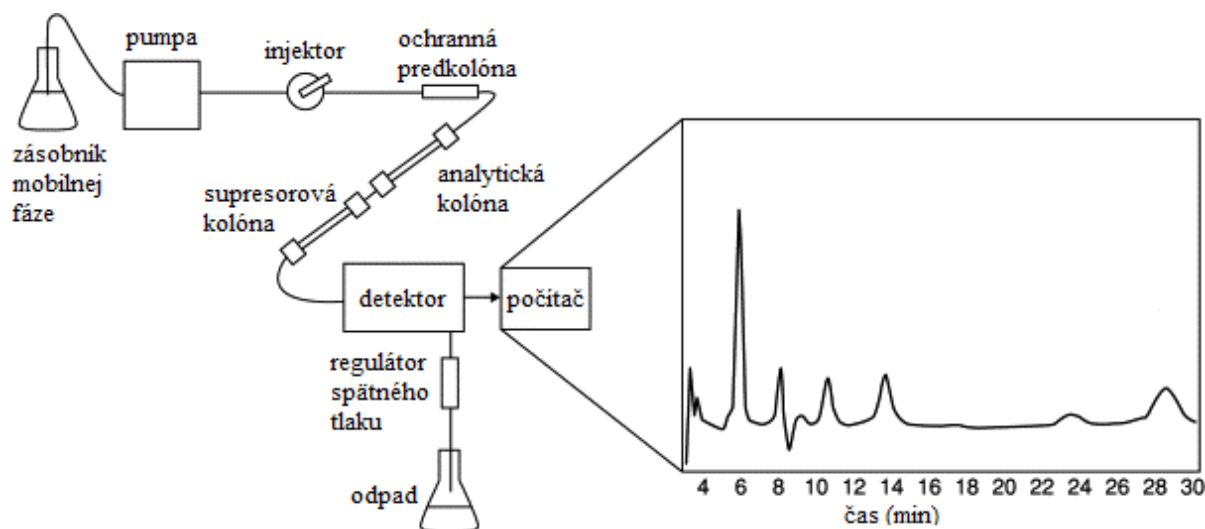 pumpa
injektor
ochranná
predkolóna
zásobník
mobilnej
fáze
supresorová
kolóna
analytická
kolóna
detektor
počítač
regulátor
spätného
tlaku
odpad
4 6 8 10 12 14 16 18 20 22 24 26 28 30
čas (min)